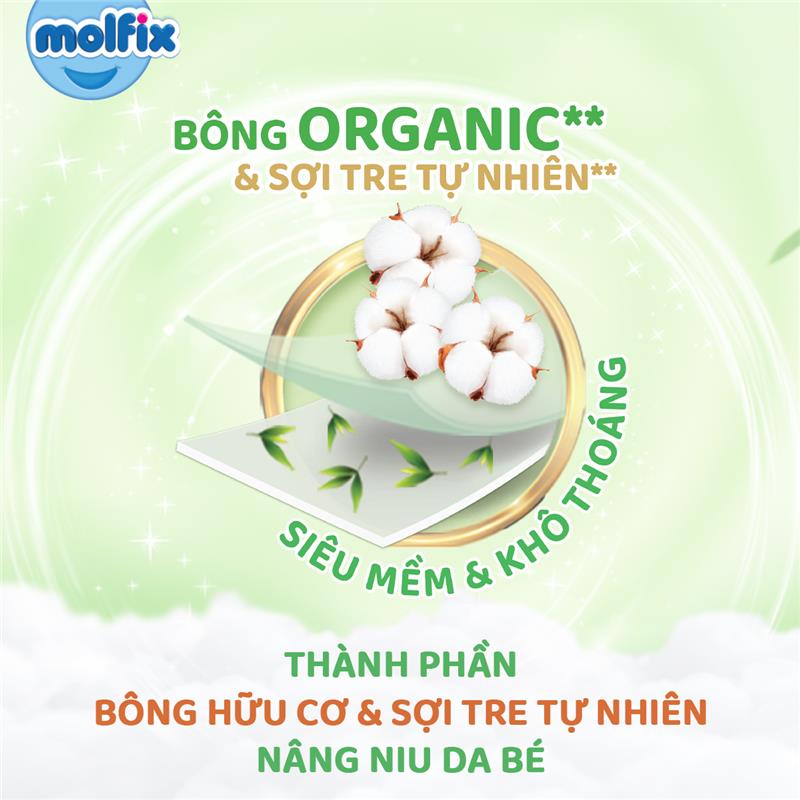 molfix
BÔNG ORGANIC**
& SỢI TRE TỰ NHIÊN**
SIÊU MỀM & KHÔ THOÁNG
THÀNH PHẦN
BÔNG HỮU CƠ & SỢI TRE TỰ NHIÊN
NÂNG NIU DA BÉ